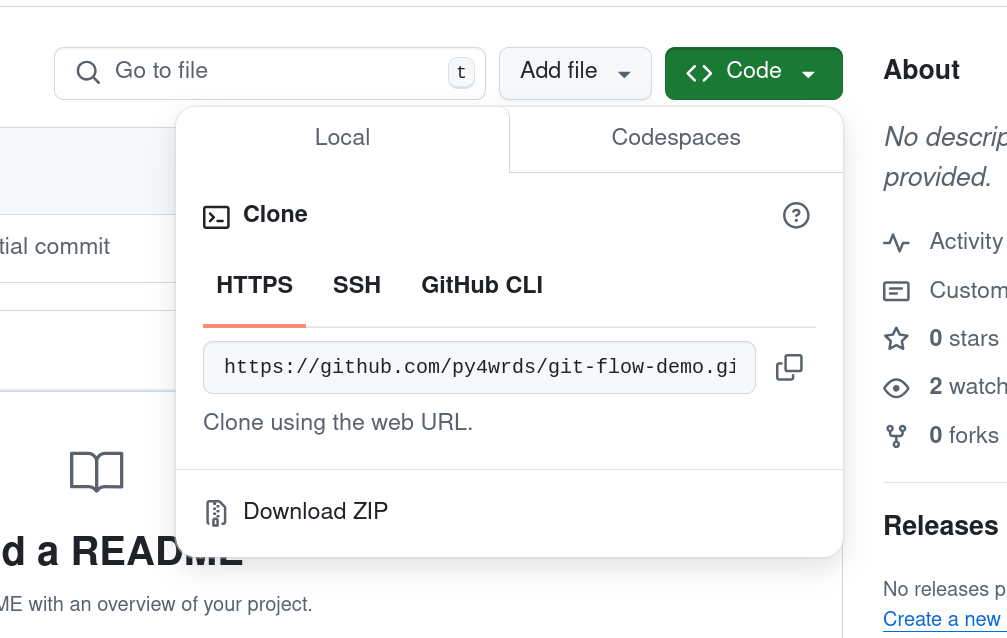 Go to file
t
Add file
Code
About
Local
Codespaces
No descrip
provided.
Clone
tial commit
Activity
HTTPS
SSH
GitHub CLI
Custom
0 stars
https://github.com/py4wrds/git-flow-demo.gi
2 watch
Clone using the web URL.
0 forks
Download ZIP
Releases
d a README
No releases p
ME with an overview of your project.
Create a new